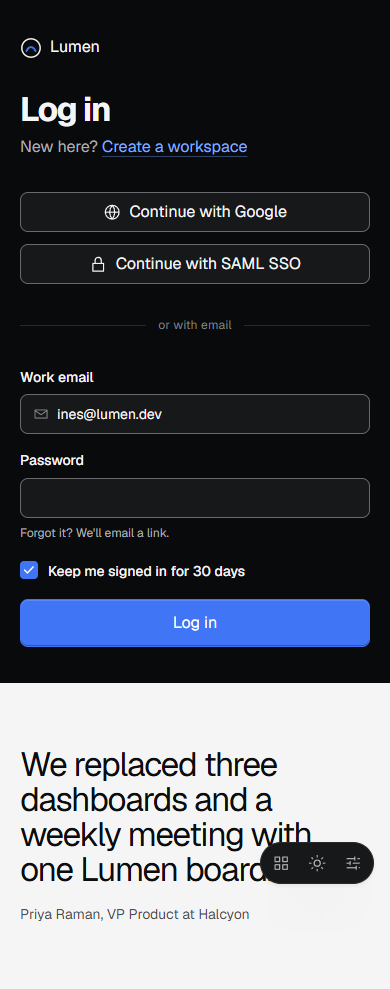 Lumen
Log in
New here? Create a workspace
Continue with Google
Continue with SAML SSO
or with email
Work email
ines@lumen.dev
Password
Forgot it? We'll email a link.
Keep me signed in for 30 days
Log in
We replaced three
dashboards and a
weekly meeting with
one Lumen board.
Priya Raman, VP Product at Halcyon